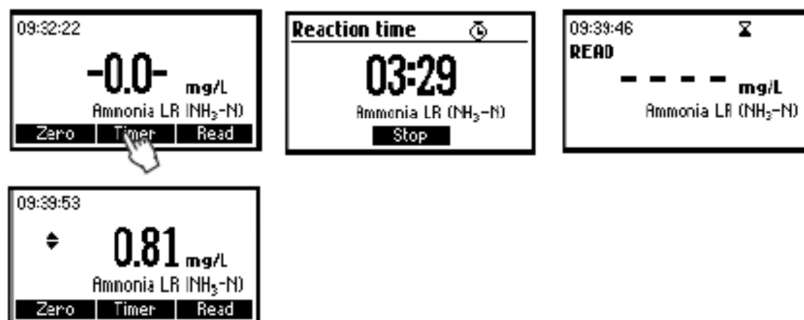 09:32:22
-0.0- mg/L
Ammonia LR (NH₃-N)
Zero Timer Read
Reaction time
03:29
Ammonia LR (NH₃-N)
Stop
09:39:46
READ
- - - - mg/L
Ammonia LR (NH₃-N)
09:39:53
0.81 mg/L
Ammonia LR (NH₃-N)
Zero Timer Read